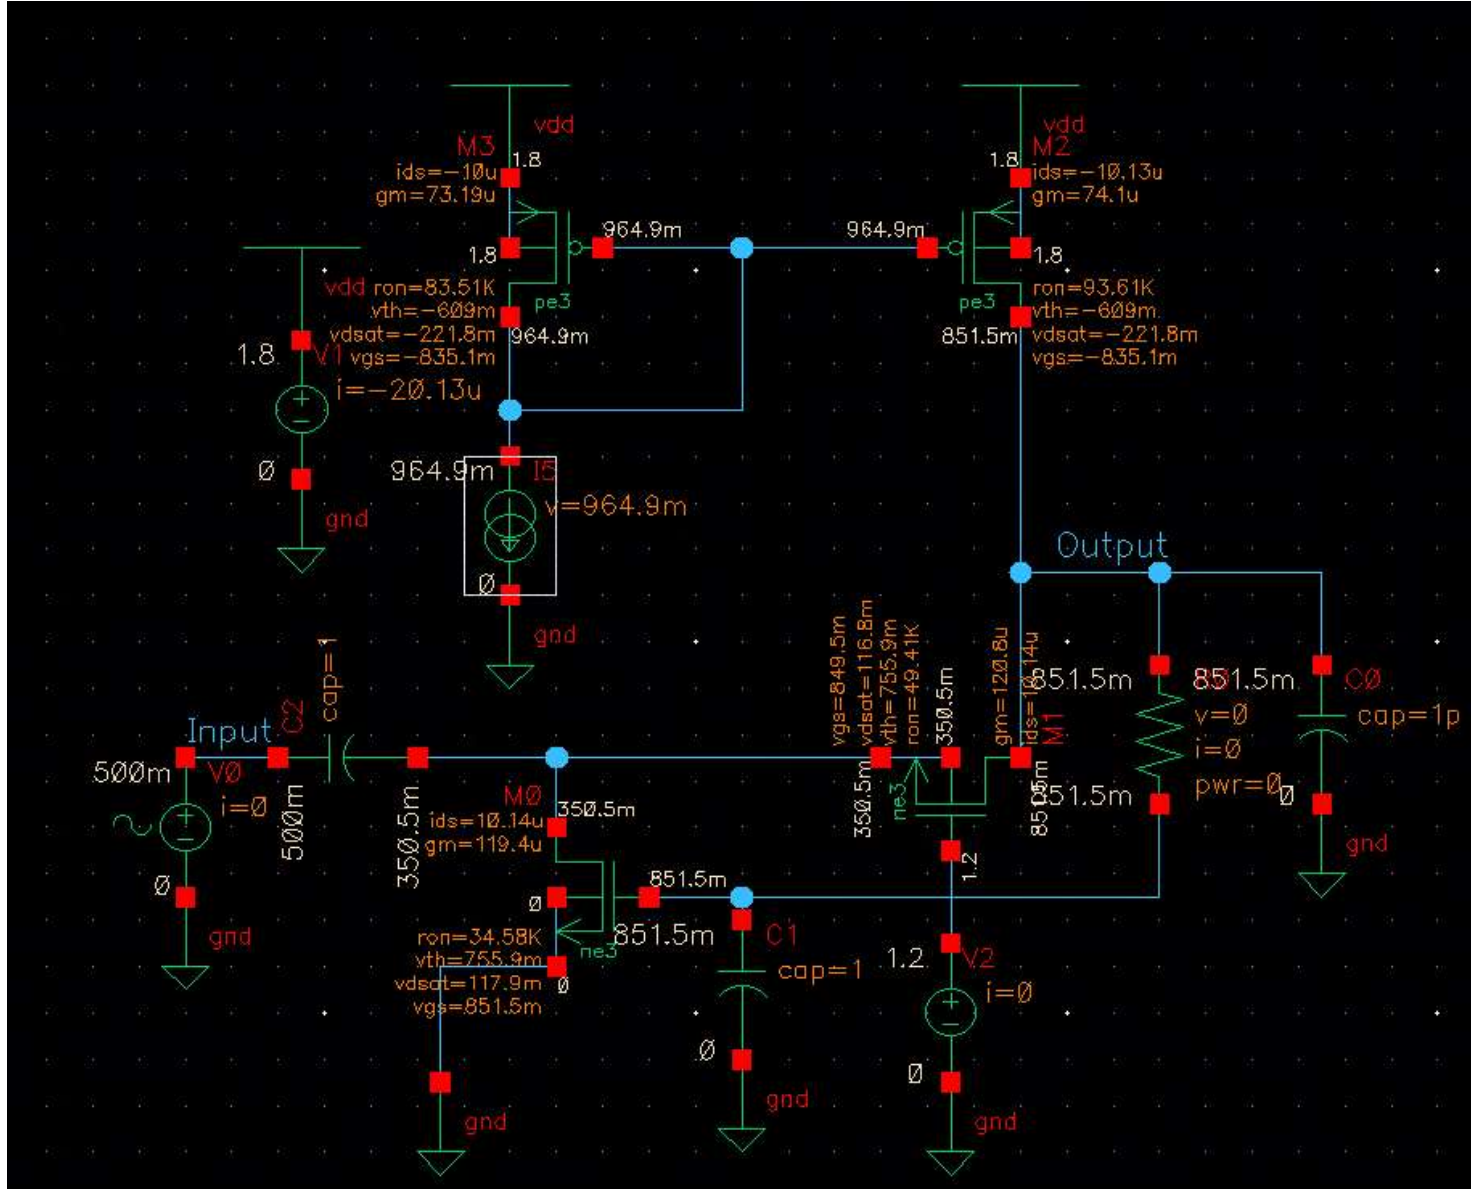 vdd
M3
1.8
ids=-10u
gm=73.19u
964.9m
1.8
vdd
ron=83.51K
pe3
vth=-609m
vdsat=-221.8m
964.9m
vgs=-835.1m
1.8
V1
i=-20.13u
0
gnd
964.9m
I5
v=964.9m
0
gnd
vdd
1.8
M2
ids=-10.13u
gm=74.1u
964.9m
1.8
ron=93.61K
pe3
vth=-609m
851.5m
vdsat=-221.8m
vgs=-835.1m
Output
Input
500m
V0
i=0
0
gnd
C2
cap=1
500m
350.5m
M0
350.5m
ids=10.14u
gm=119.4u
0
851.5m
ron=34.58K
851.5m
ne3
vth=755.9m
vdsat=117.9m
0
vgs=851.5m
gnd
C1
cap=1
0
gnd
vgs=849.5m
vdsat=116.8m
vth=755.9m
ron=49.41K
350.5m
gm=120.8u
ids=10.14u
M1
350.5m
ne3
1.2
1.2
V2
i=0
0
gnd
851.5m
v=0
i=0
pwr=0
851.5m
C0
cap=1p
0
gnd